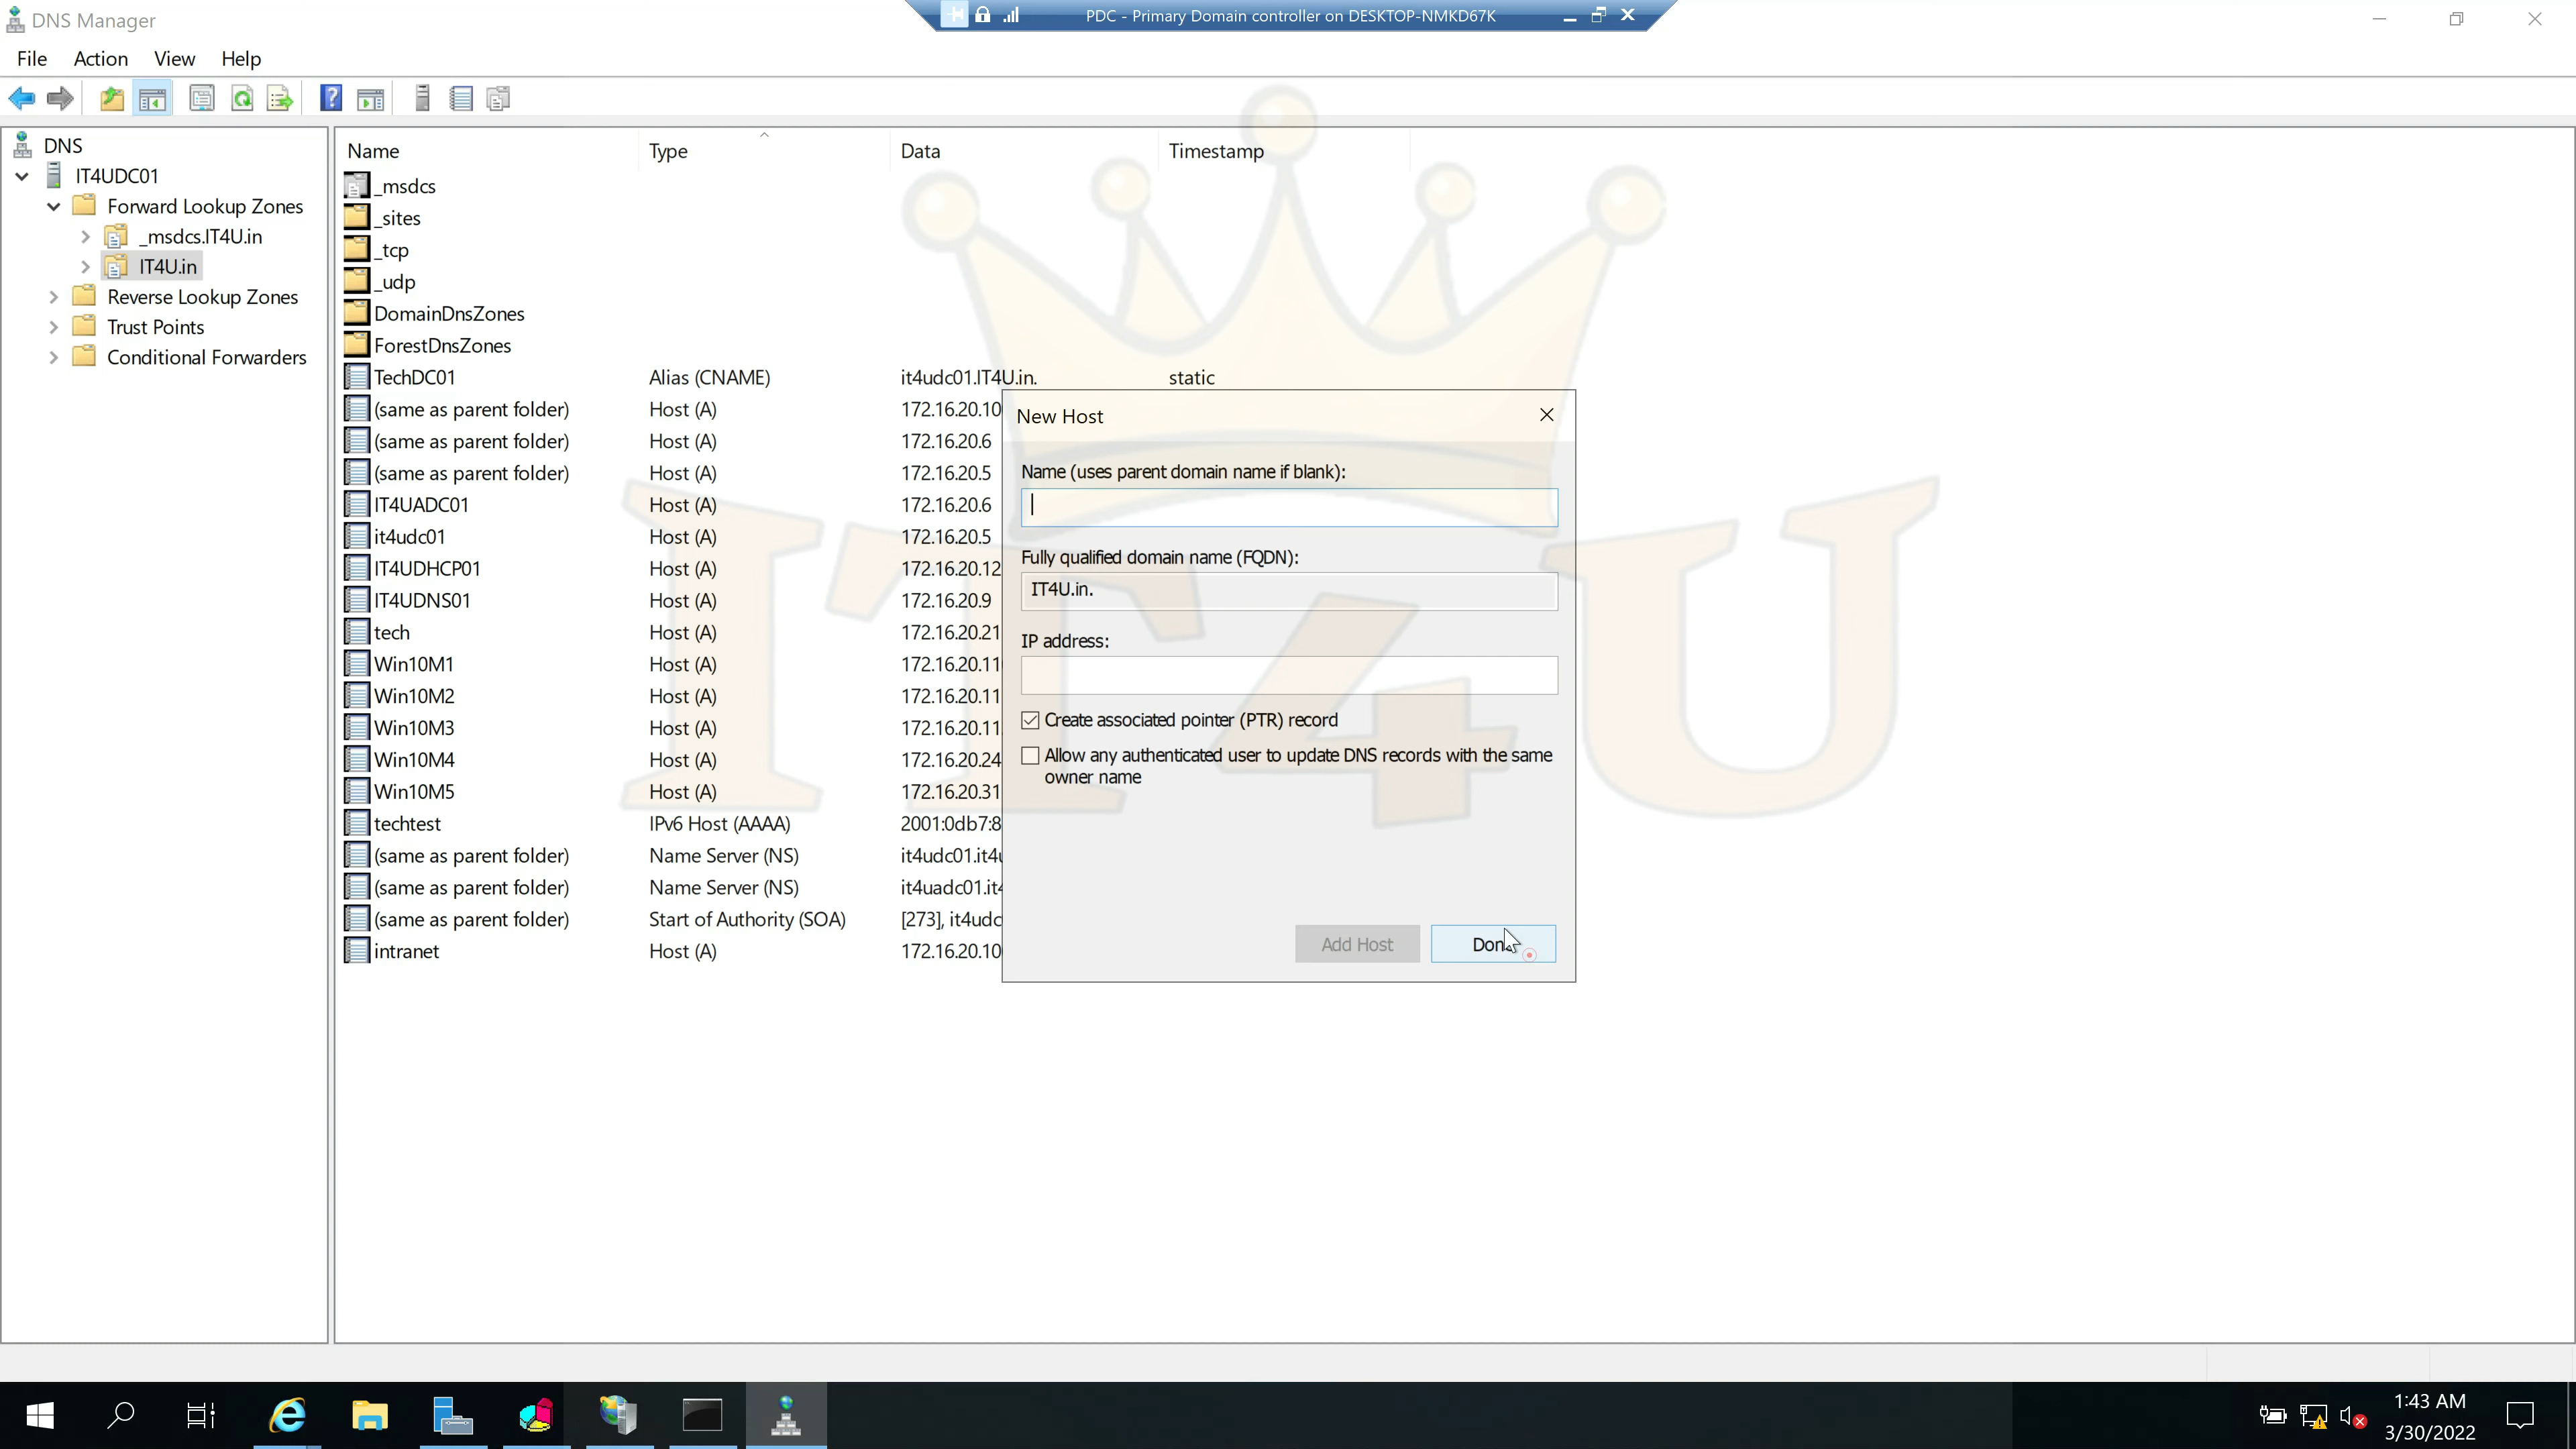 DNS Manager
PDC - Primary Domain controller on DESKTOP-NMKD67K
File Action View Help
DNS
IT4UDC01
Forward Lookup Zones
_msdcs.IT4U.in
IT4U.in
Reverse Lookup Zones
Trust Points
Conditional Forwarders
Name Type Data Timestamp
_msdcs
_sites
_tcp
_udp
DomainDnsZones
ForestDnsZones
TechDC01 Alias (CNAME) it4udc01.IT4U.in. static
(same as parent folder) Host (A) 172.16.20.10
(same as parent folder) Host (A) 172.16.20.6
(same as parent folder) Host (A) 172.16.20.5
IT4UADC01 Host (A) 172.16.20.6
it4udc01 Host (A) 172.16.20.5
IT4UDHCP01 Host (A) 172.16.20.12
IT4UDNS01 Host (A) 172.16.20.9
tech Host (A) 172.16.20.21
Win10M1 Host (A) 172.16.20.11
Win10M2 Host (A) 172.16.20.11
Win10M3 Host (A) 172.16.20.11
Win10M4 Host (A) 172.16.20.24
Win10M5 Host (A) 172.16.20.31
techtest IPv6 Host (AAAA) 2001:0db7:8
(same as parent folder) Name Server (NS) it4udc01.it4u
(same as parent folder) Name Server (NS) it4uadc01.it4
(same as parent folder) Start of Authority (SOA) [273], it4udc
intranet Host (A) 172.16.20.10
New Host
Name (uses parent domain name if blank):
Fully qualified domain name (FQDN):
IT4U.in.
IP address:
Create associated pointer (PTR) record
Allow any authenticated user to update DNS records with the same
owner name
Add Host
IT4U
1:43 AM
3/30/2022